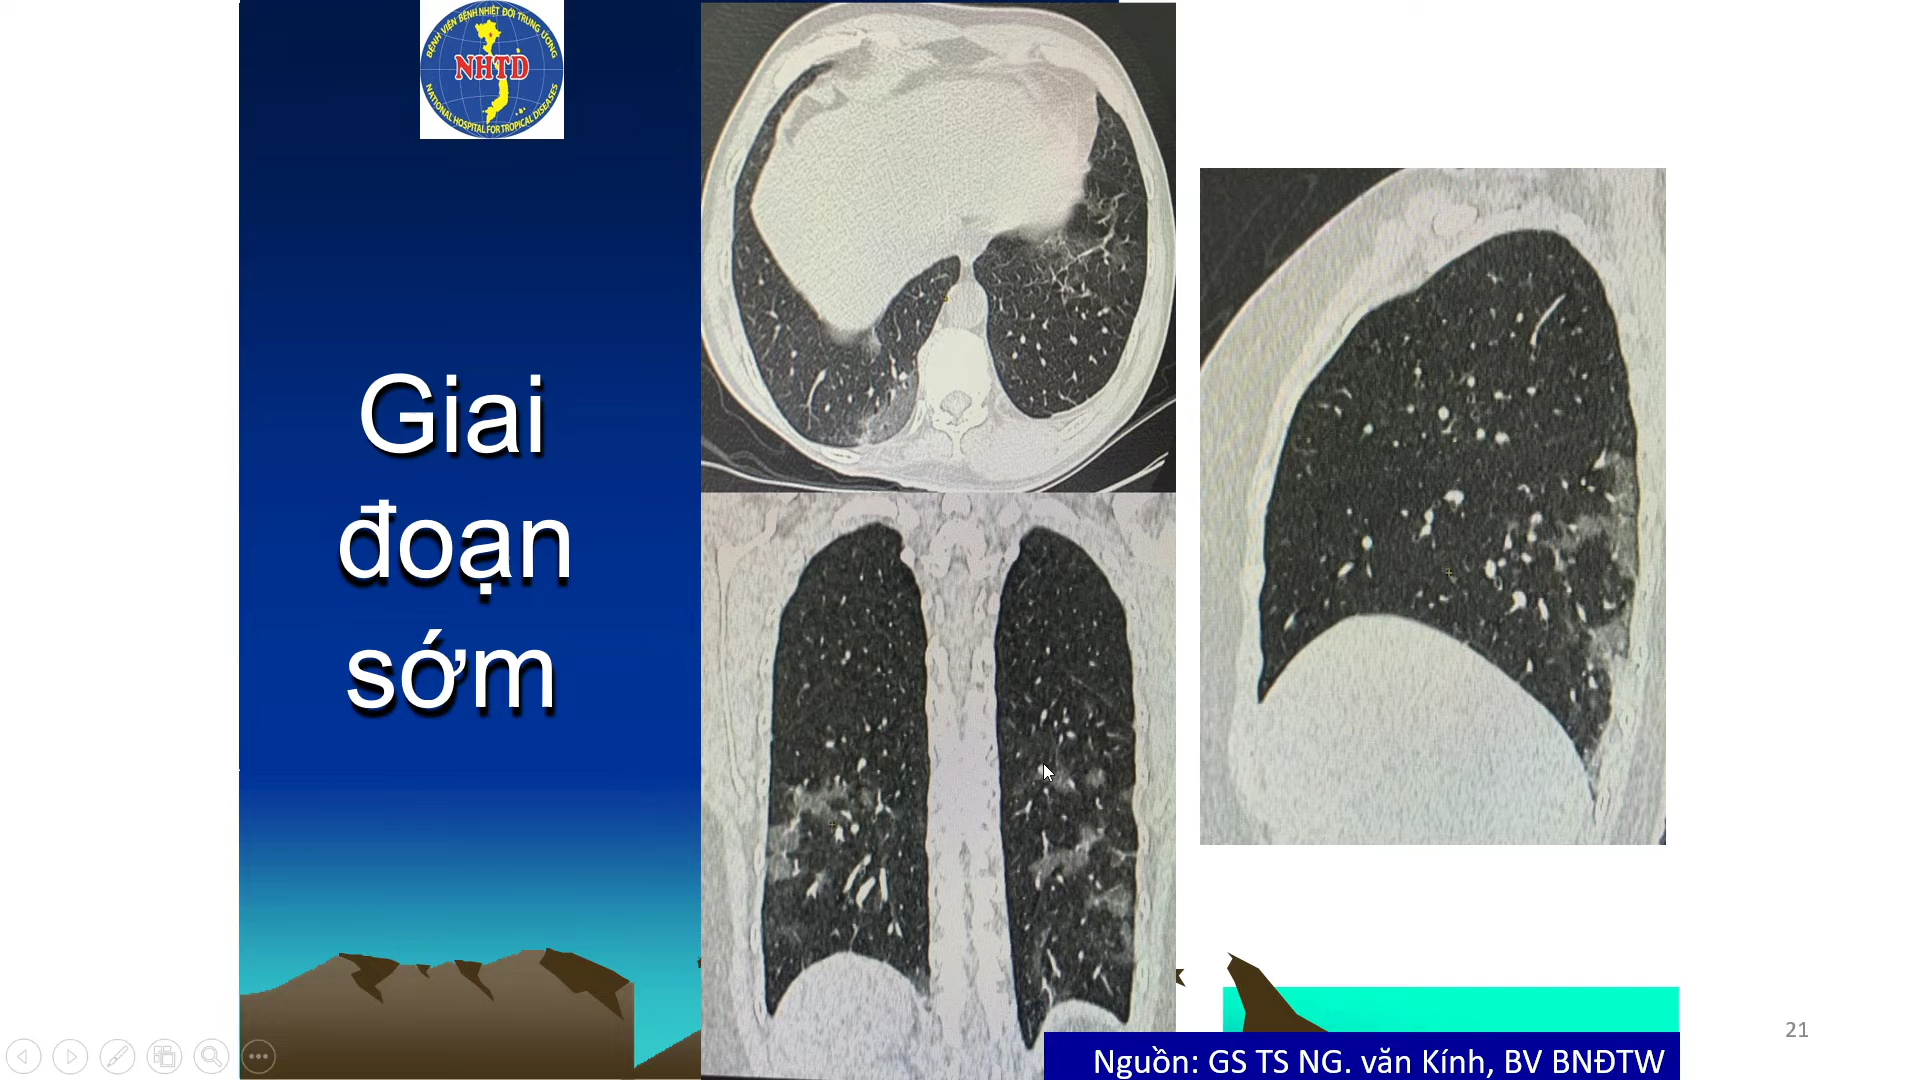 BỆNH VIỆN BỆNH NHIỆT ĐỚI TRUNG ƯƠNG
NHTD
NATIONAL HOSPITAL FOR TROPICAL DISEASES
Giai
đoạn
sớm
21
Nguồn: GS TS NG. văn Kính, BV BNĐTW